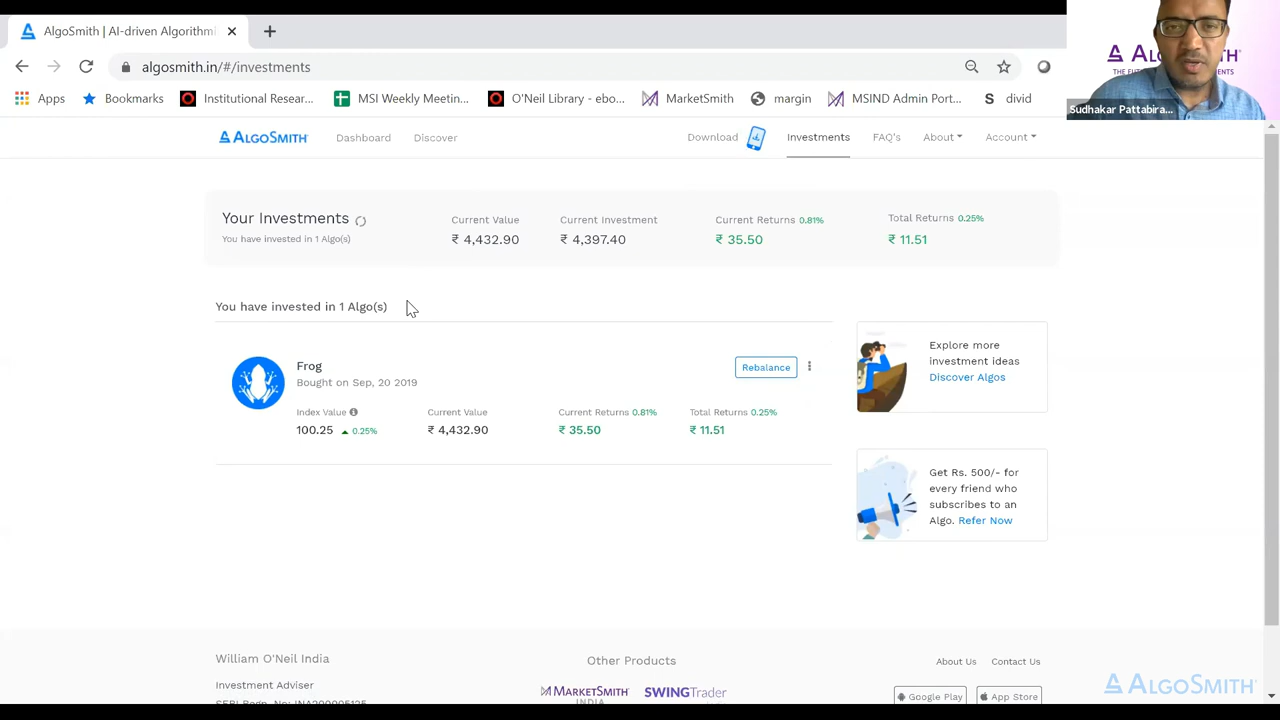 AlgoSmith | AI-driven Algorithmi
algosmith.in/#/investments
Apps Bookmarks Institutional Resear... MSI Weekly Meetin... O'Neil Library - ebo... MarketSmith margin MSIND Admin Port... divid
ALGOSMITH
Sudhakar Pattabira...
ALGOSMITH Dashboard Discover Download Investments FAQ's About Account
Your Investments
You have invested in 1 Algo(s)
Current Value Current Investment Current Returns 0.81% Total Returns 0.25%
₹ 4,432.90 ₹ 4,397.40 ₹ 35.50 ₹ 11.51
You have invested in 1 Algo(s)
Frog
Bought on Sep, 20 2019
Rebalance
Index Value Current Value Current Returns 0.81% Total Returns 0.25%
100.25 0.25% ₹ 4,432.90 ₹ 35.50 ₹ 11.51
Explore more
investment ideas
Discover Algos
Get Rs. 500/- for
every friend who
subscribes to an
Algo. Refer Now
William O'Neil India
Investment Adviser
Other Products
MARKETSMITH
INDIA
SWINGTrader
About Us Contact Us
Google Play App Store
ALGOSMITH